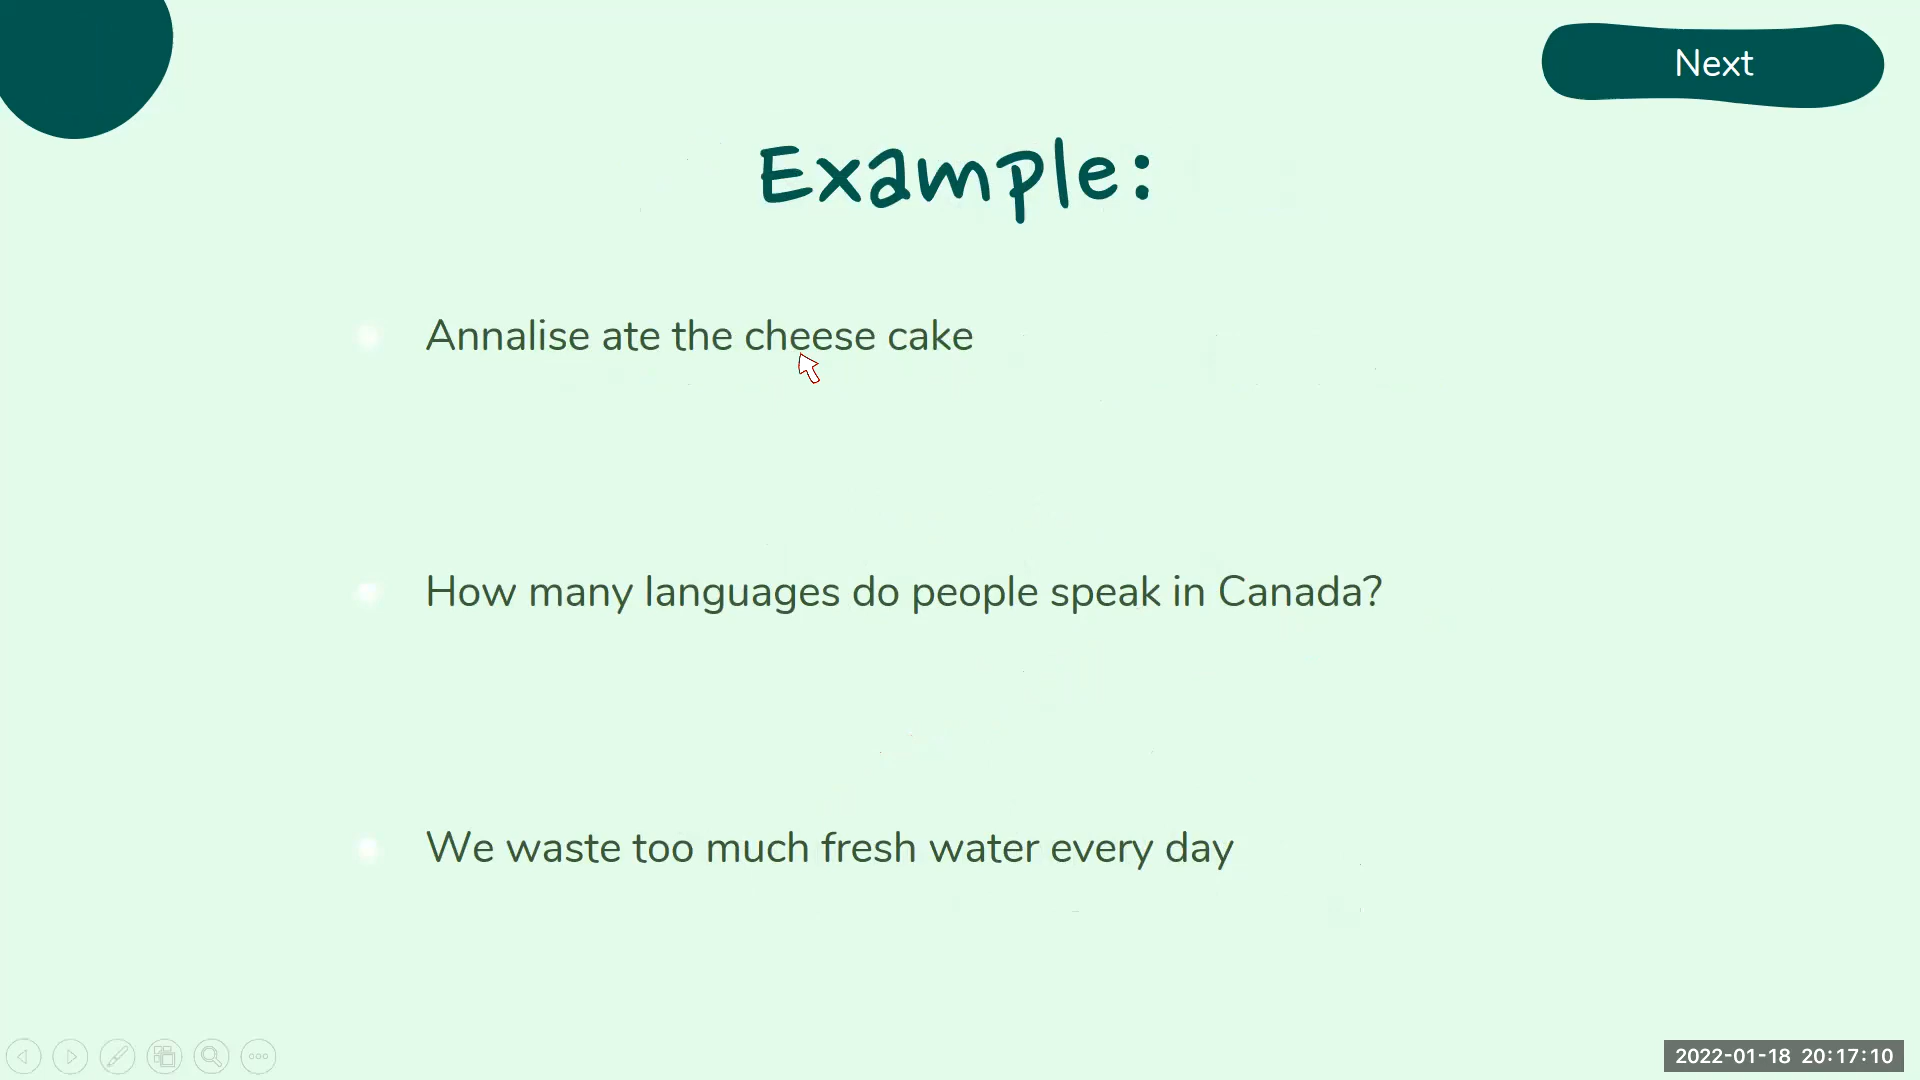 Next
Example:
Annalise ate the cheese cake
How many languages do people speak in Canada?
We waste too much fresh water every day
2022-01-18 20:17:10